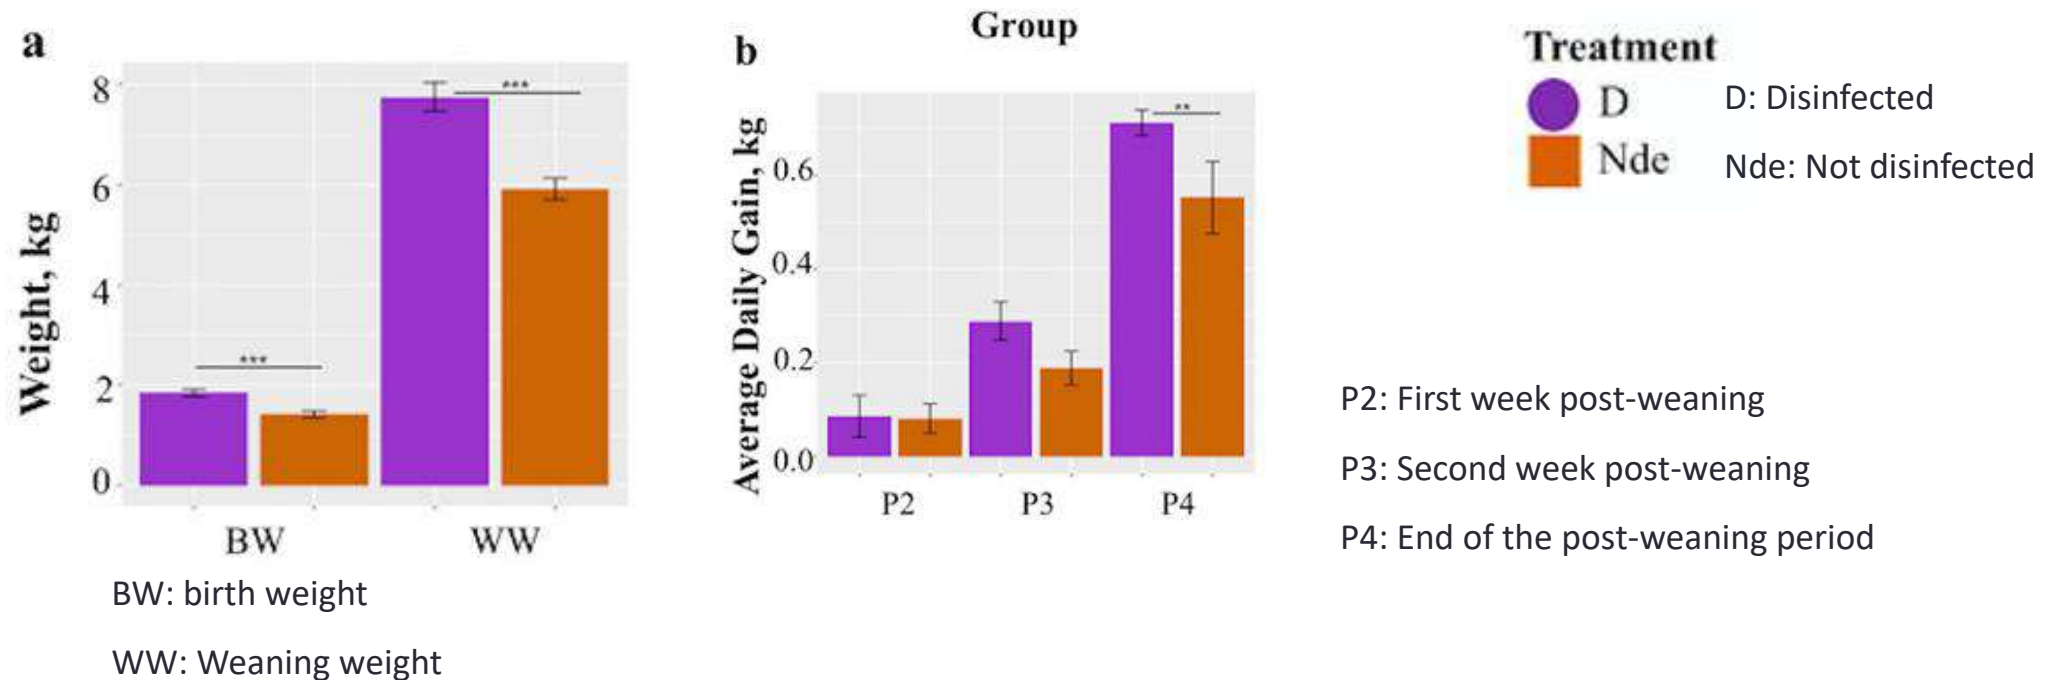 a
Weight, kg
8
6
4
2
0
***
***
BW
WW
BW: birth weight
WW: Weaning weight
Group
b
Average Daily Gain, kg
0.6
0.4
0.2
0.0
**
P2
P3
P4
Treatment
D
D: Disinfected
Nde
Nde: Not disinfected
P2: First week post-weaning
P3: Second week post-weaning
P4: End of the post-weaning period